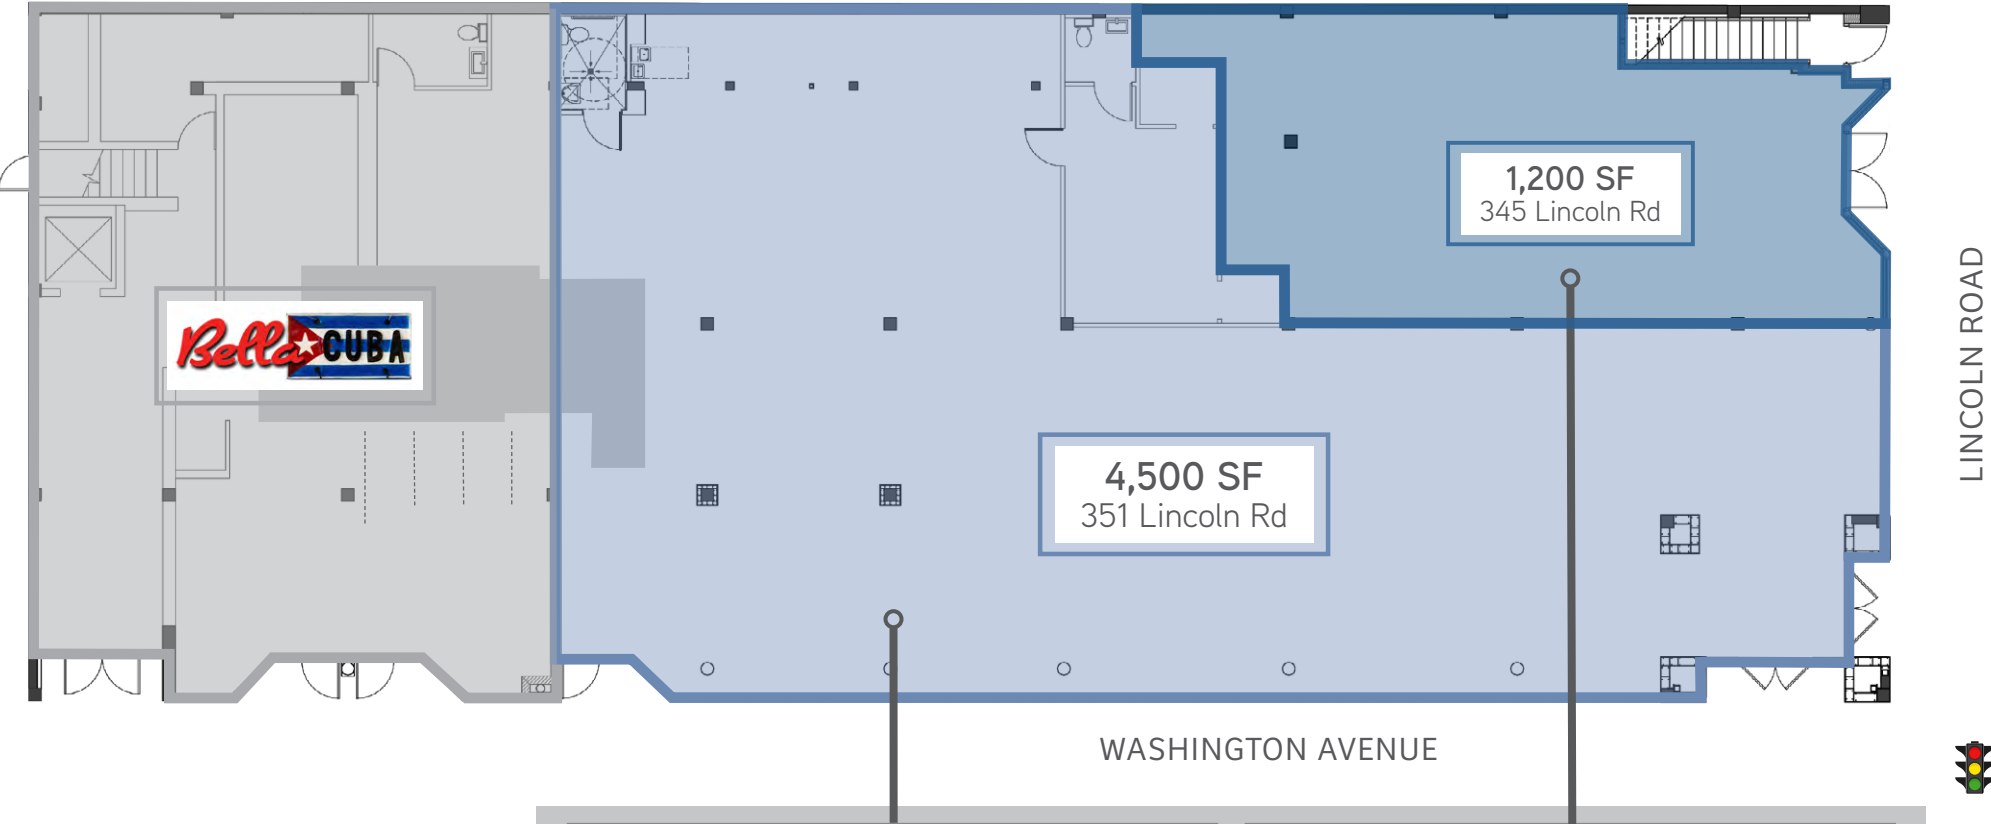 1,200 SF
345 Lincoln Rd
LINCOLN ROAD
Bella CUBA
4,500 SF
351 Lincoln Rd
WASHINGTON AVENUE